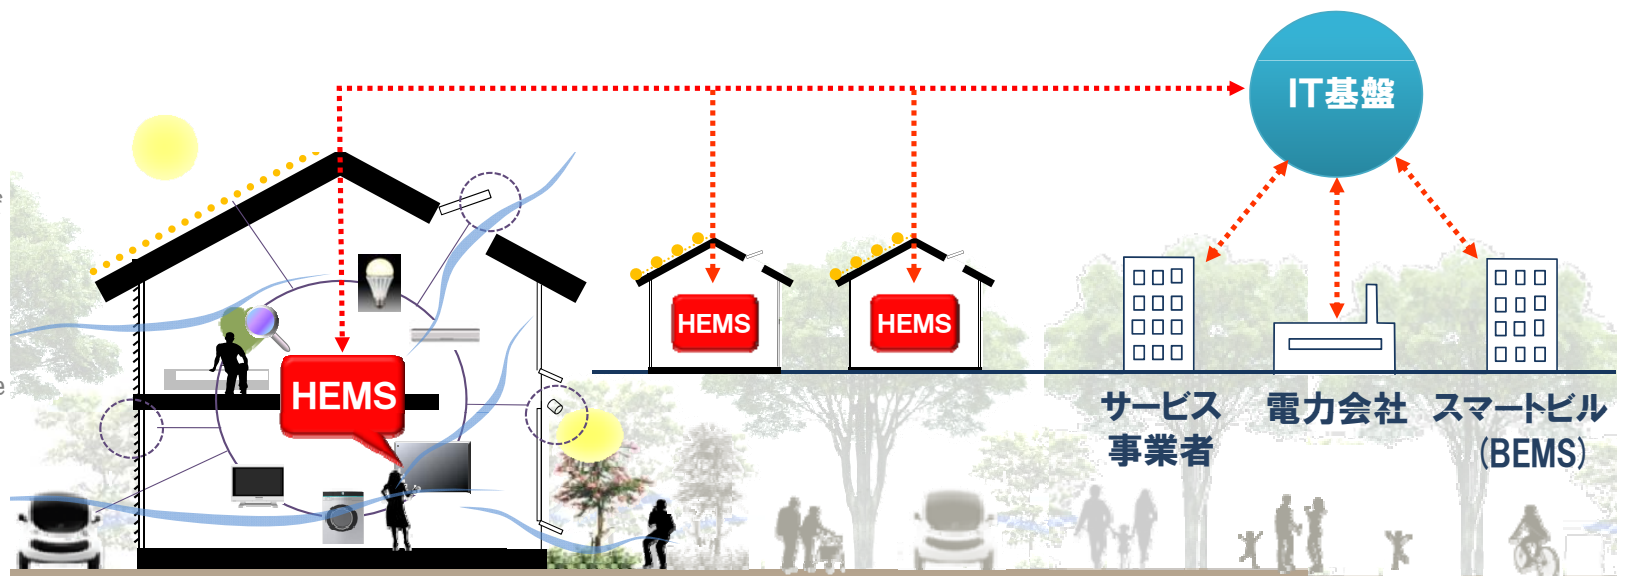 IT基盤
HEMS
HEMS
HEMS
サービス
事業者
電力会社
スマートビル
(BEMS)
e
e